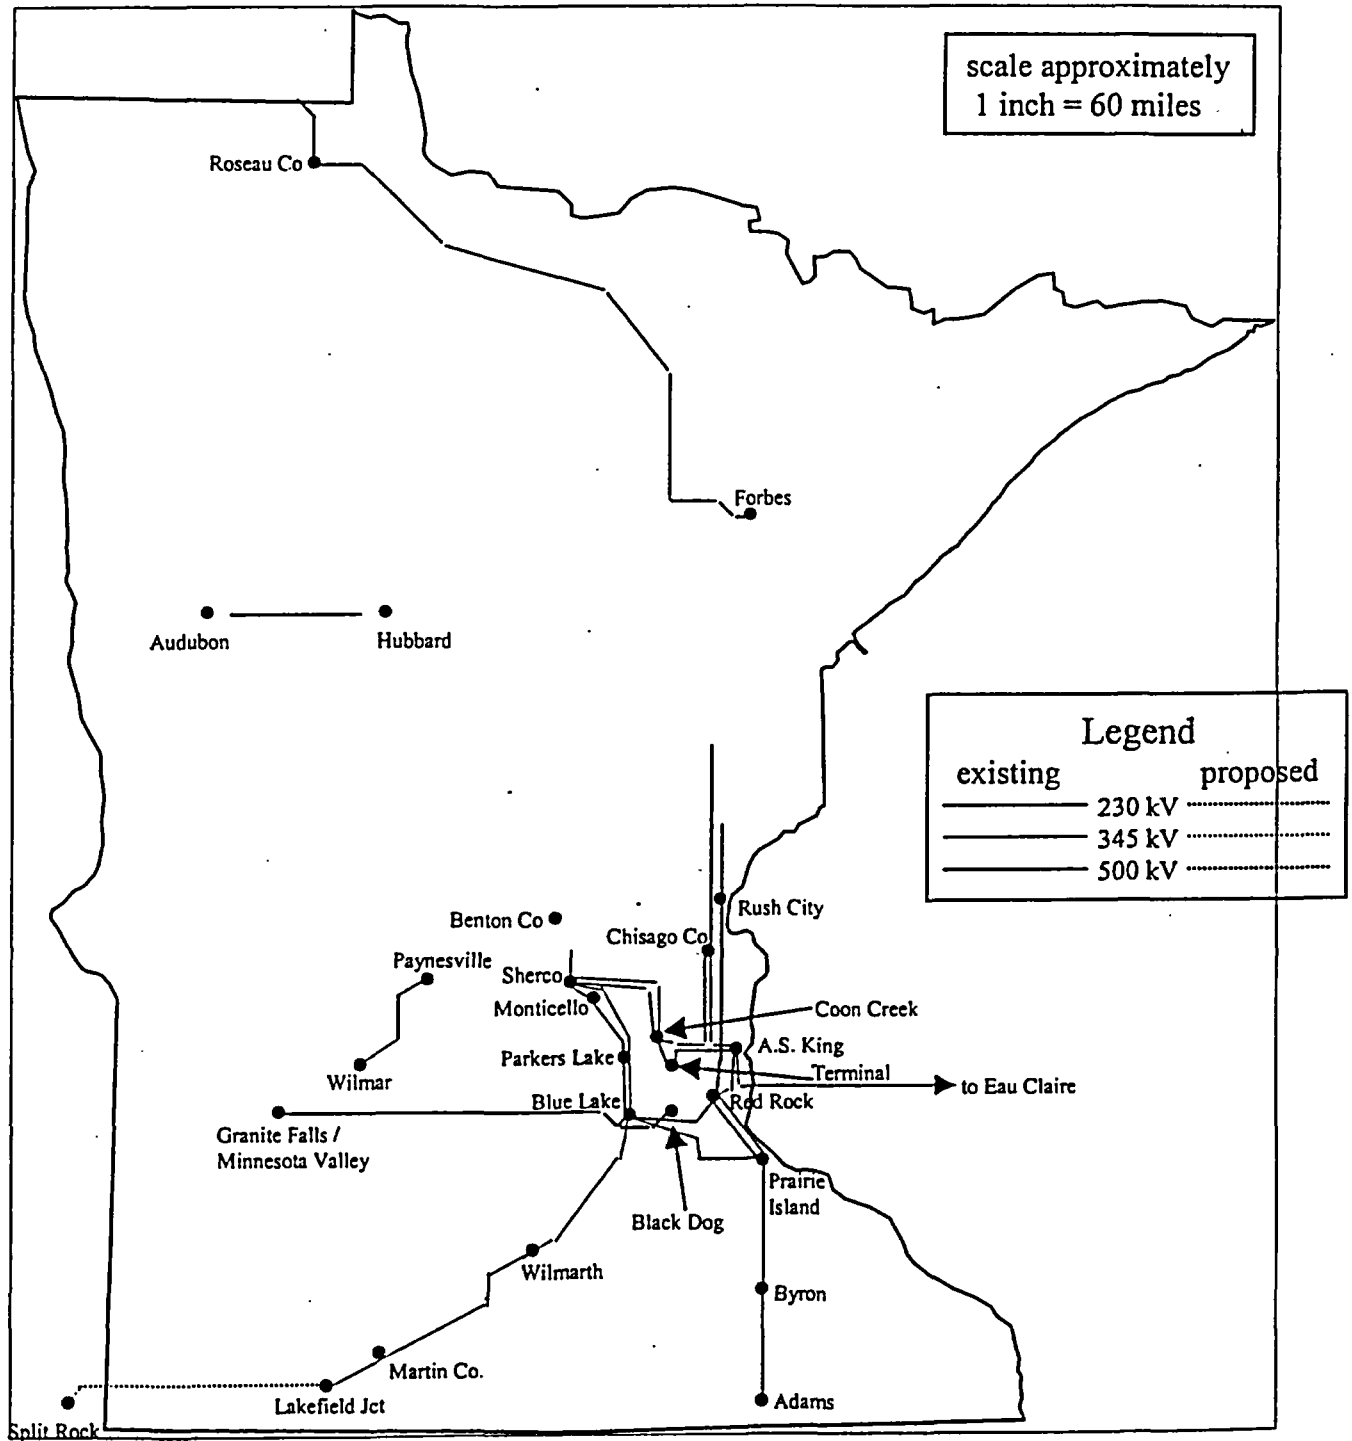 scale approximately
1 inch = 60 miles
Roseau Co
Forbes
Audubon
Hubbard
Legend
existing
proposed
230 kV
345 kV
500 kV
Rush City
Benton Co
Chisago Co
Paynesville
Sherco
Monticello
Coon Creek
A.S. King
Parkers Lake
Terminal
Wilmar
to Eau Claire
Blue Lake
Red Rock
Granite Falls /
Minnesota Valley
Prairie
Island
Black Dog
Wilmarth
Byron
Martin Co.
Lakefield Jct
Adams
Split Rock